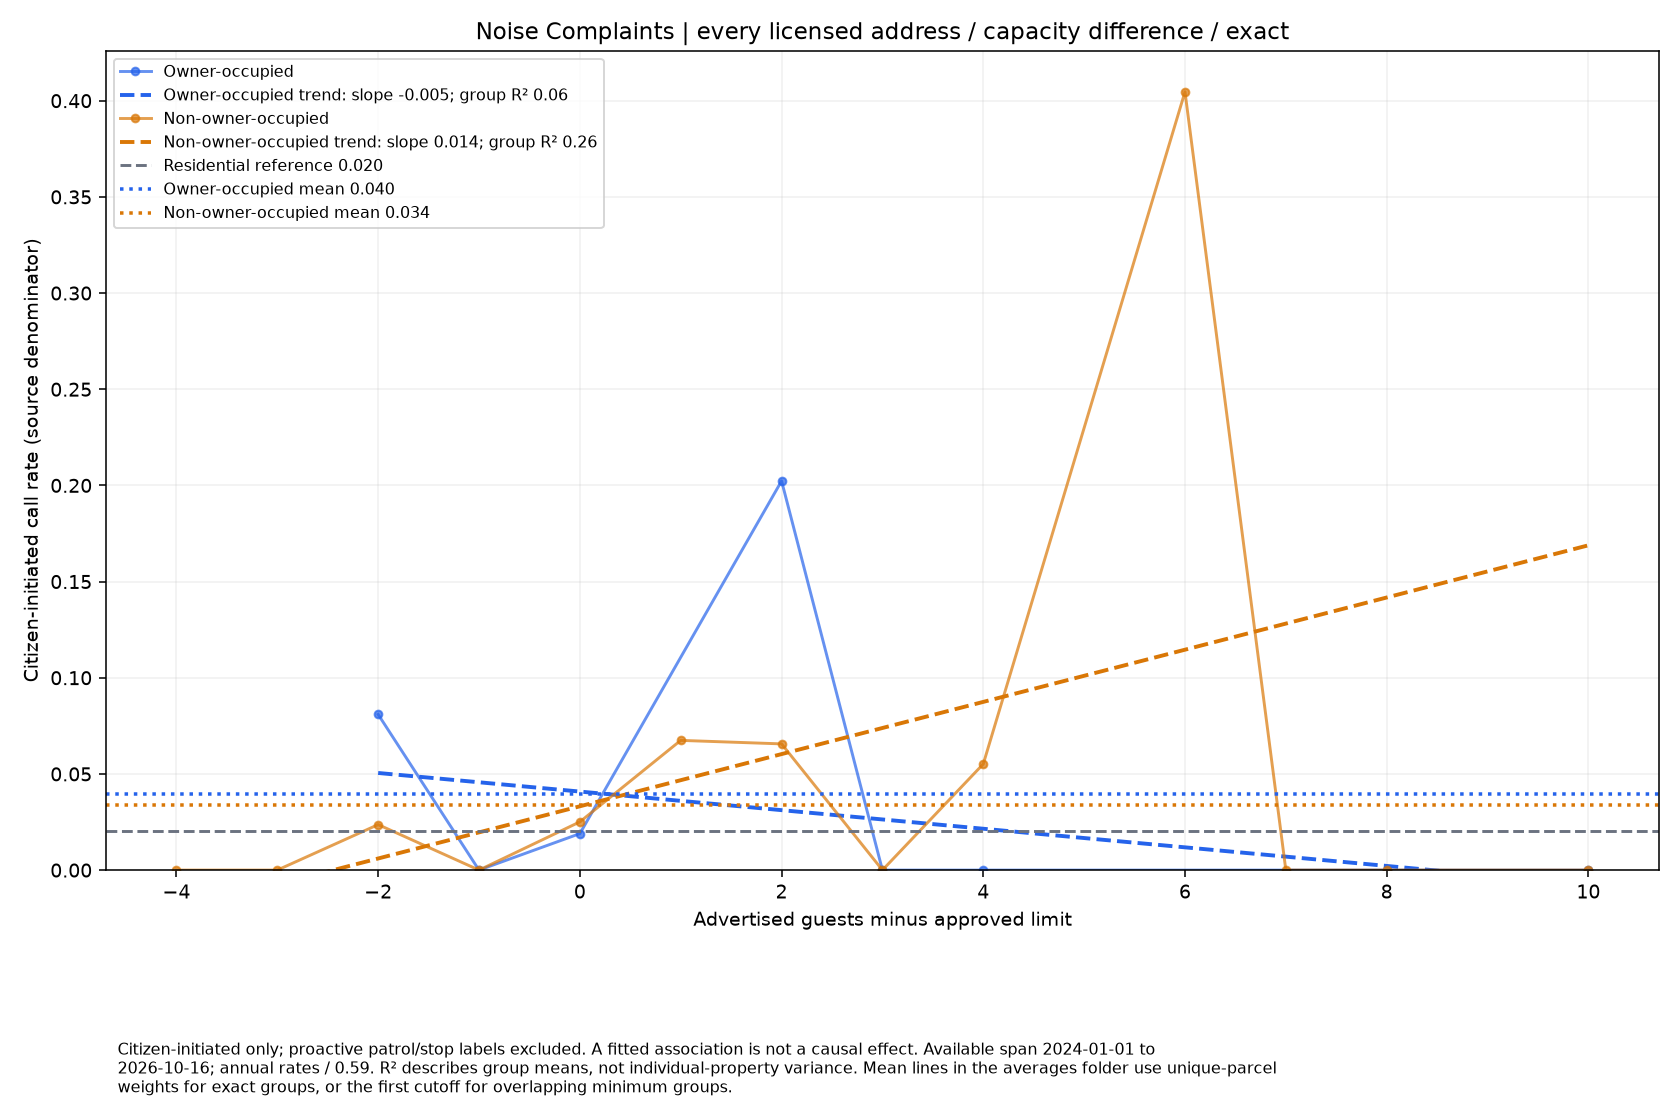 Noise Complaints | every licensed address / capacity difference / exact
Owner-occupied
Owner-occupied trend: slope -0.005; group R² 0.06
Non-owner-occupied
Non-owner-occupied trend: slope 0.014; group R² 0.26
Residential reference 0.020
Owner-occupied mean 0.040
Non-owner-occupied mean 0.034
Citizen-initiated call rate (source denominator)
0.40
0.35
0.30
0.25
0.20
0.15
0.10
0.05
0.00
−4 −2 0 2 4 6 8 10
Advertised guests minus approved limit
Citizen-initiated only; proactive patrol/stop labels excluded. A fitted association is not a causal effect. Available span 2024-01-01 to
2026-10-16; annual rates / 0.59. R² describes group means, not individual-property variance. Mean lines in the averages folder use unique-parcel
weights for exact groups, or the first cutoff for overlapping minimum groups.